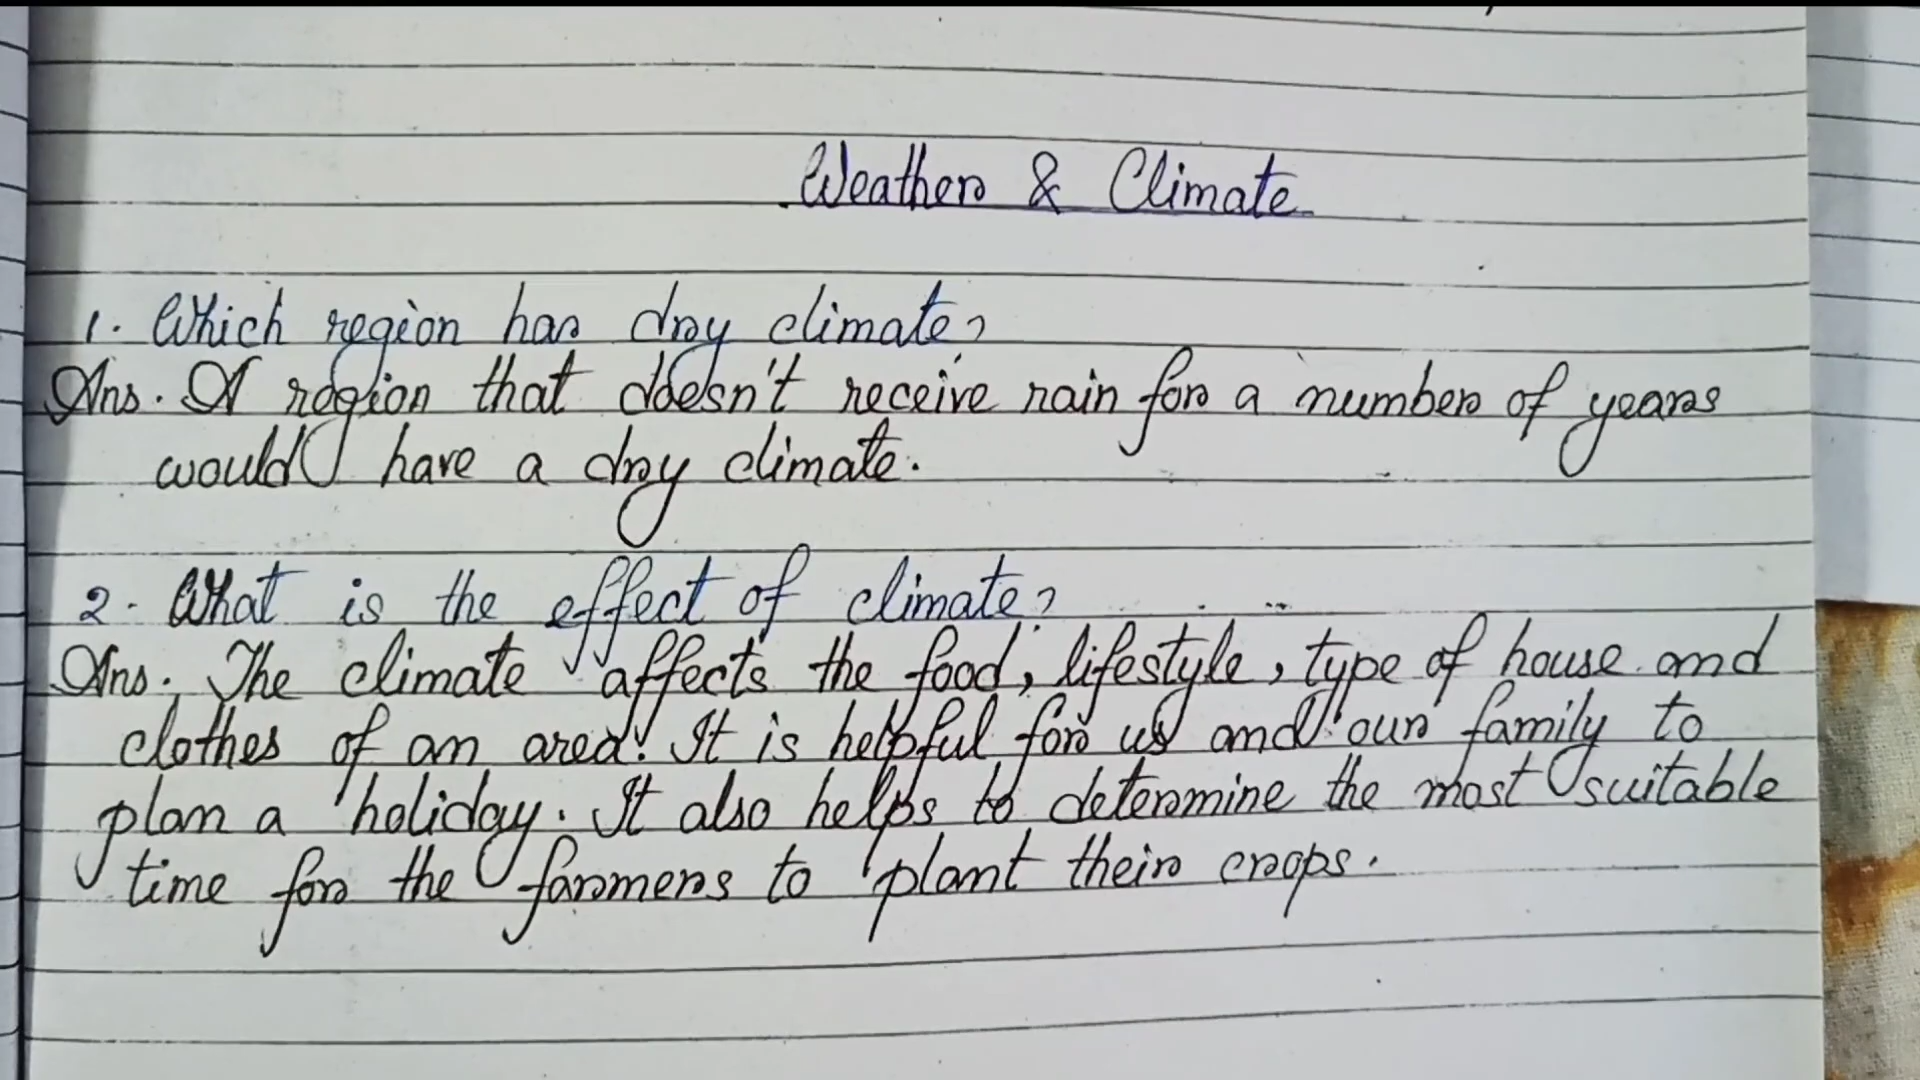 Weather & Climate
1. Which region has dry climate?
Ans. A region that doesn't receive rain for a number of years
would have a dry climate.
2. What is the effect of climate?
Ans. The climate affects the food, lifestyle, type of house and
clothes of an area. It is helpful for us and our family to
plan a holiday. It also helps to determine the most suitable
time for the farmers to plant their crops.